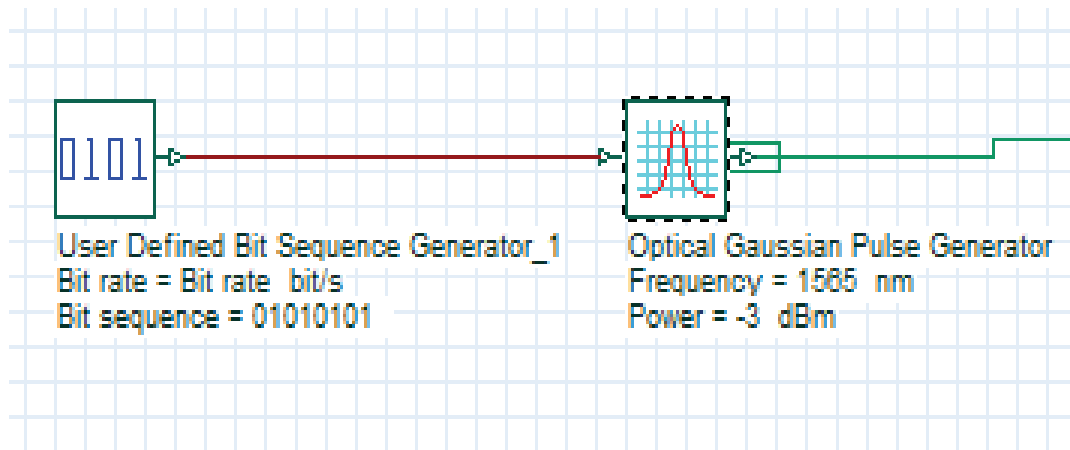 0101
User Defined Bit Sequence Generator_1
Bit rate = Bit rate bit/s
Bit sequence = 01010101
Optical Gaussian Pulse Generator
Frequency = 1565 nm
Power = -3 dBm